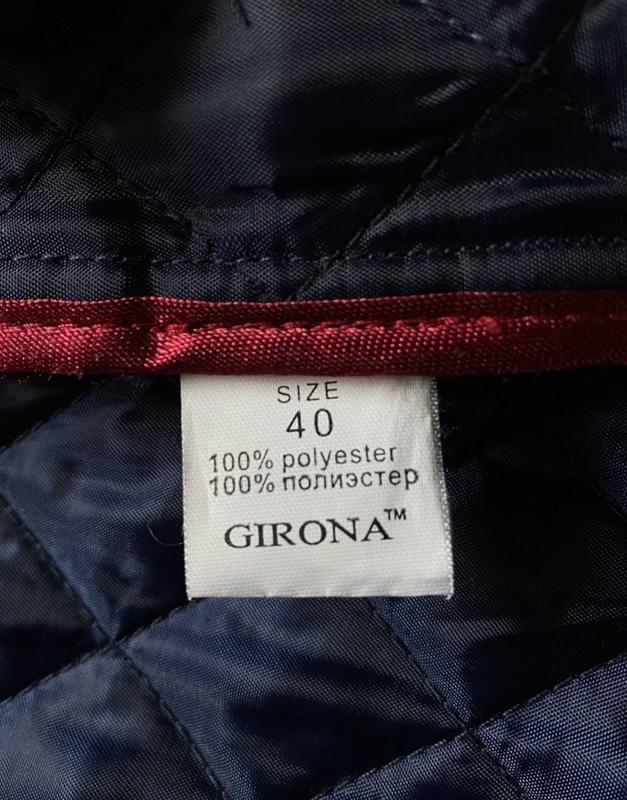 SIZE
40
100% polyester
100% полиэстер
GIRONA™